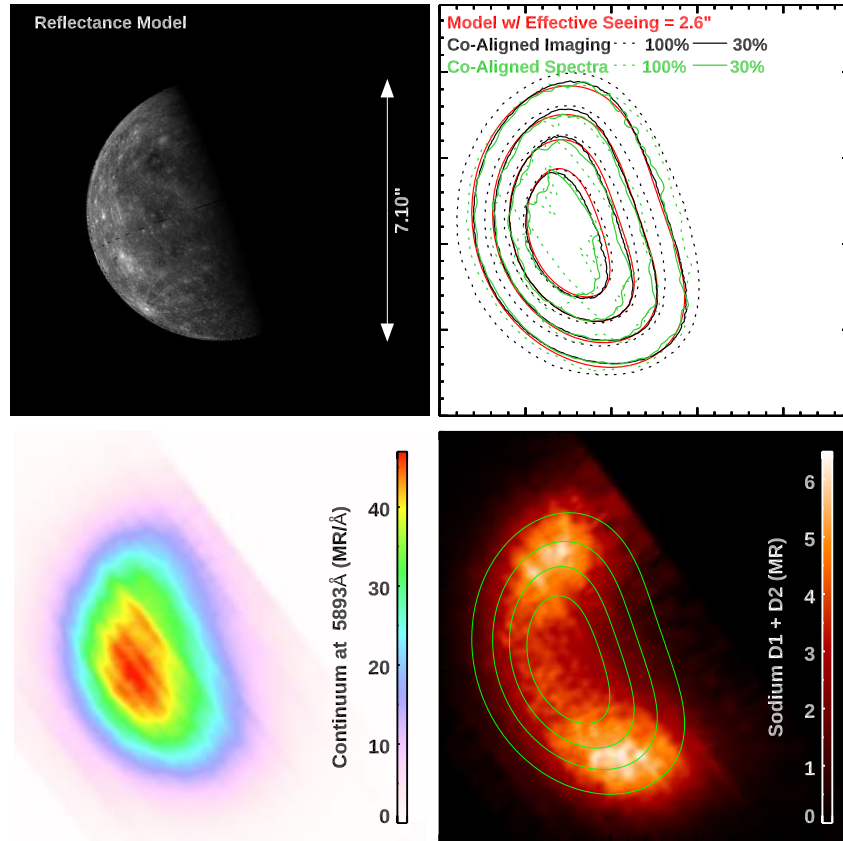 Reflectance Model
7.10"
Model w/ Effective Seeing = 2.6"
Co-Aligned Imaging 100% 30%
Co-Aligned Spectra 100% 30%
Continuum at 5893Å (MR/Å)
40
30
20
10
0
Sodium D1 + D2 (MR)
6
5
4
3
2
1
0